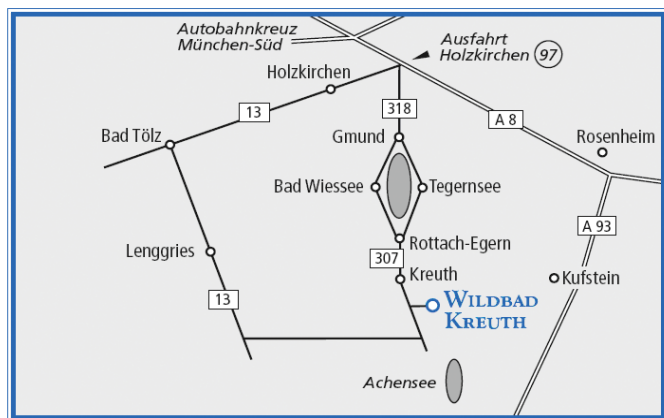 Autobahnkreuz
München-Süd
Ausfahrt
Holzkirchen 97
Holzkirchen
13
318
A 8
Bad Tölz
Gmund
Rosenheim
Bad Wiessee
Tegernsee
A 93
Rottach-Egern
Lenggries
307
Kreuth
Kufstein
13
WILDBAD
KREUTH
Achensee